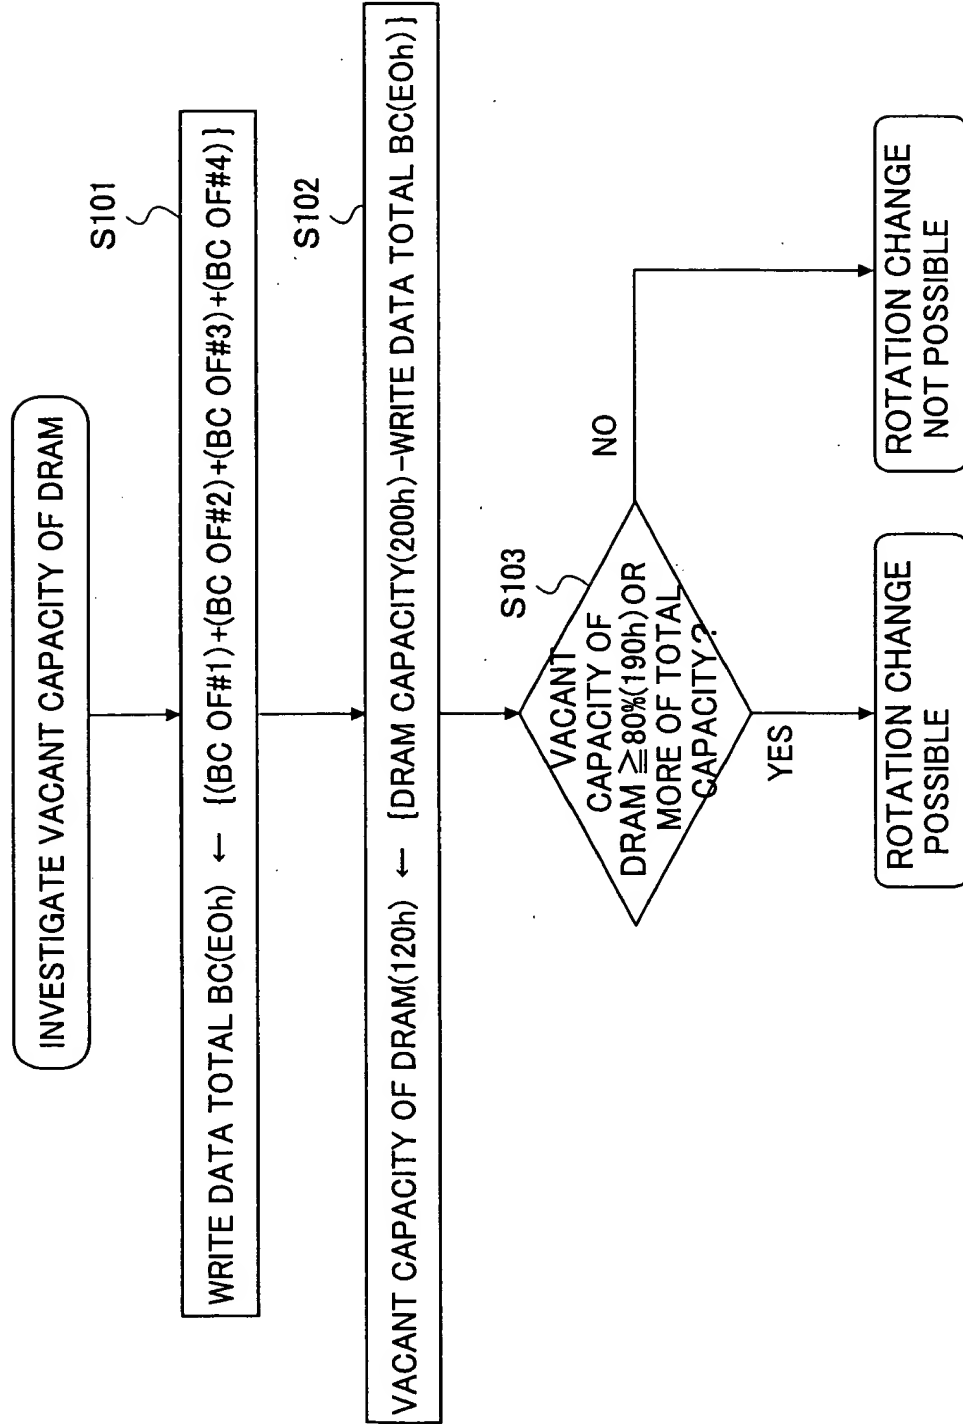 INVESTIGATE VACANT CAPACITY OF DRAM
S101
WRITE DATA TOTAL BC(EOh) ← {(BC OF#1)+(BC OF#2)+(BC OF#3)+(BC OF#4)}
S102
VACANT CAPACITY OF DRAM(120h) ← {DRAM CAPACITY(200h)-WRITE DATA TOTAL BC(EOh)}
S103
VACANT
CAPACITY OF
DRAM≧80%(190h) OR
MORE OF TOTAL
CAPACITY?
NO
YES
ROTATION CHANGE
POSSIBLE
ROTATION CHANGE
NOT POSSIBLE